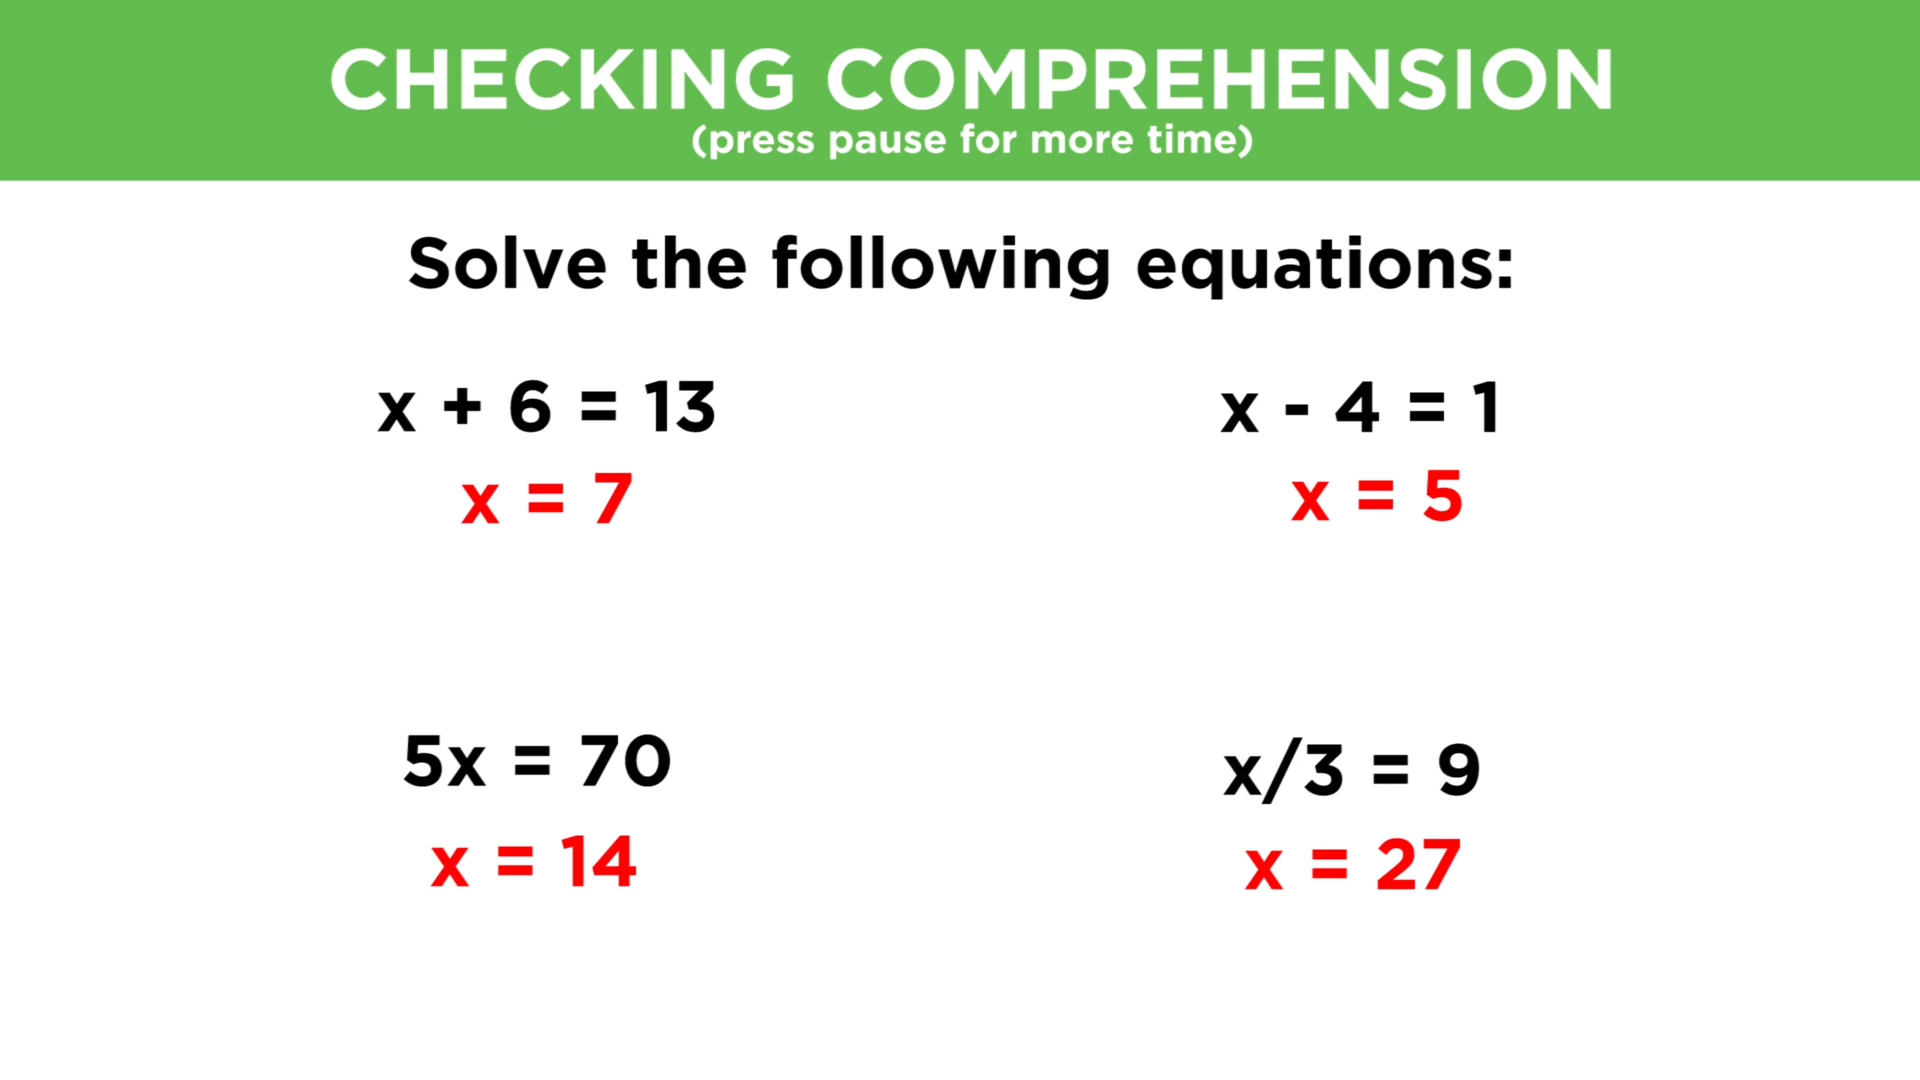 CHECKING COMPREHENSION
(press pause for more time)
Solve the following equations:
x + 6 = 13
x = 7
x - 4 = 1
x = 5
5x = 70
x = 14
x/3 = 9
x = 27